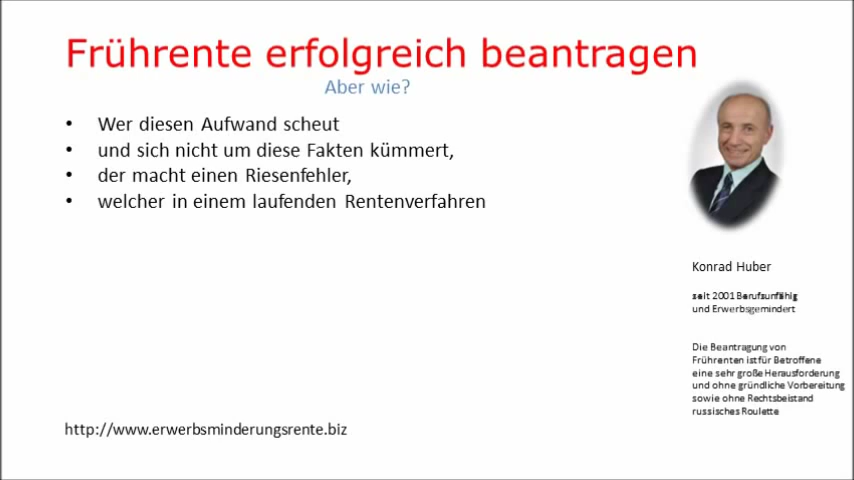 Frührente erfolgreich beantragen
Aber wie?
• Wer diesen Aufwand scheut
• und sich nicht um diese Fakten kümmert,
• der macht einen Riesenfehler,
• welcher in einem laufenden Rentenverfahren
Konrad Huber
seit 2001 Berufsunfähig
und Erwerbsgemindert
Die Beantragung von
Frührenten ist für Betroffene
eine sehr große Herausforderung
und ohne gründliche Vorbereitung
sowie ohne Rechtsbeistand
russisches Roulette
http://www.erwerbsminderungsrente.biz